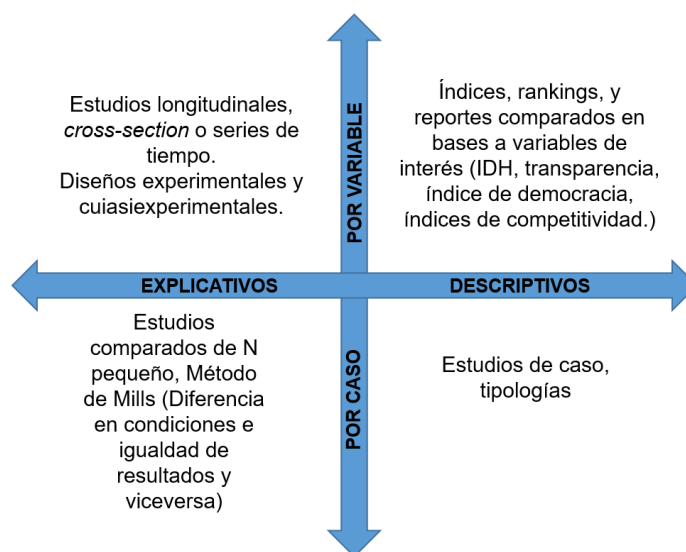 Estudios longitudinales,
cross-section o series de
tiempo.
Diseños experimentales y
cuiasiexperimentales.
POR VARIABLE
Índices, rankings, y
reportes comparados en
bases a variables de
interés (IDH, transparencia,
índice de democracia,
índices de competitividad.)
EXPLICATIVOS
DESCRIPTIVOS
Estudios
comparados de N
pequeño, Método
de Mills (Diferencia
en condiciones e
igualdad de
resultados y
viceversa)
POR CASO
Estudios de caso,
tipologías